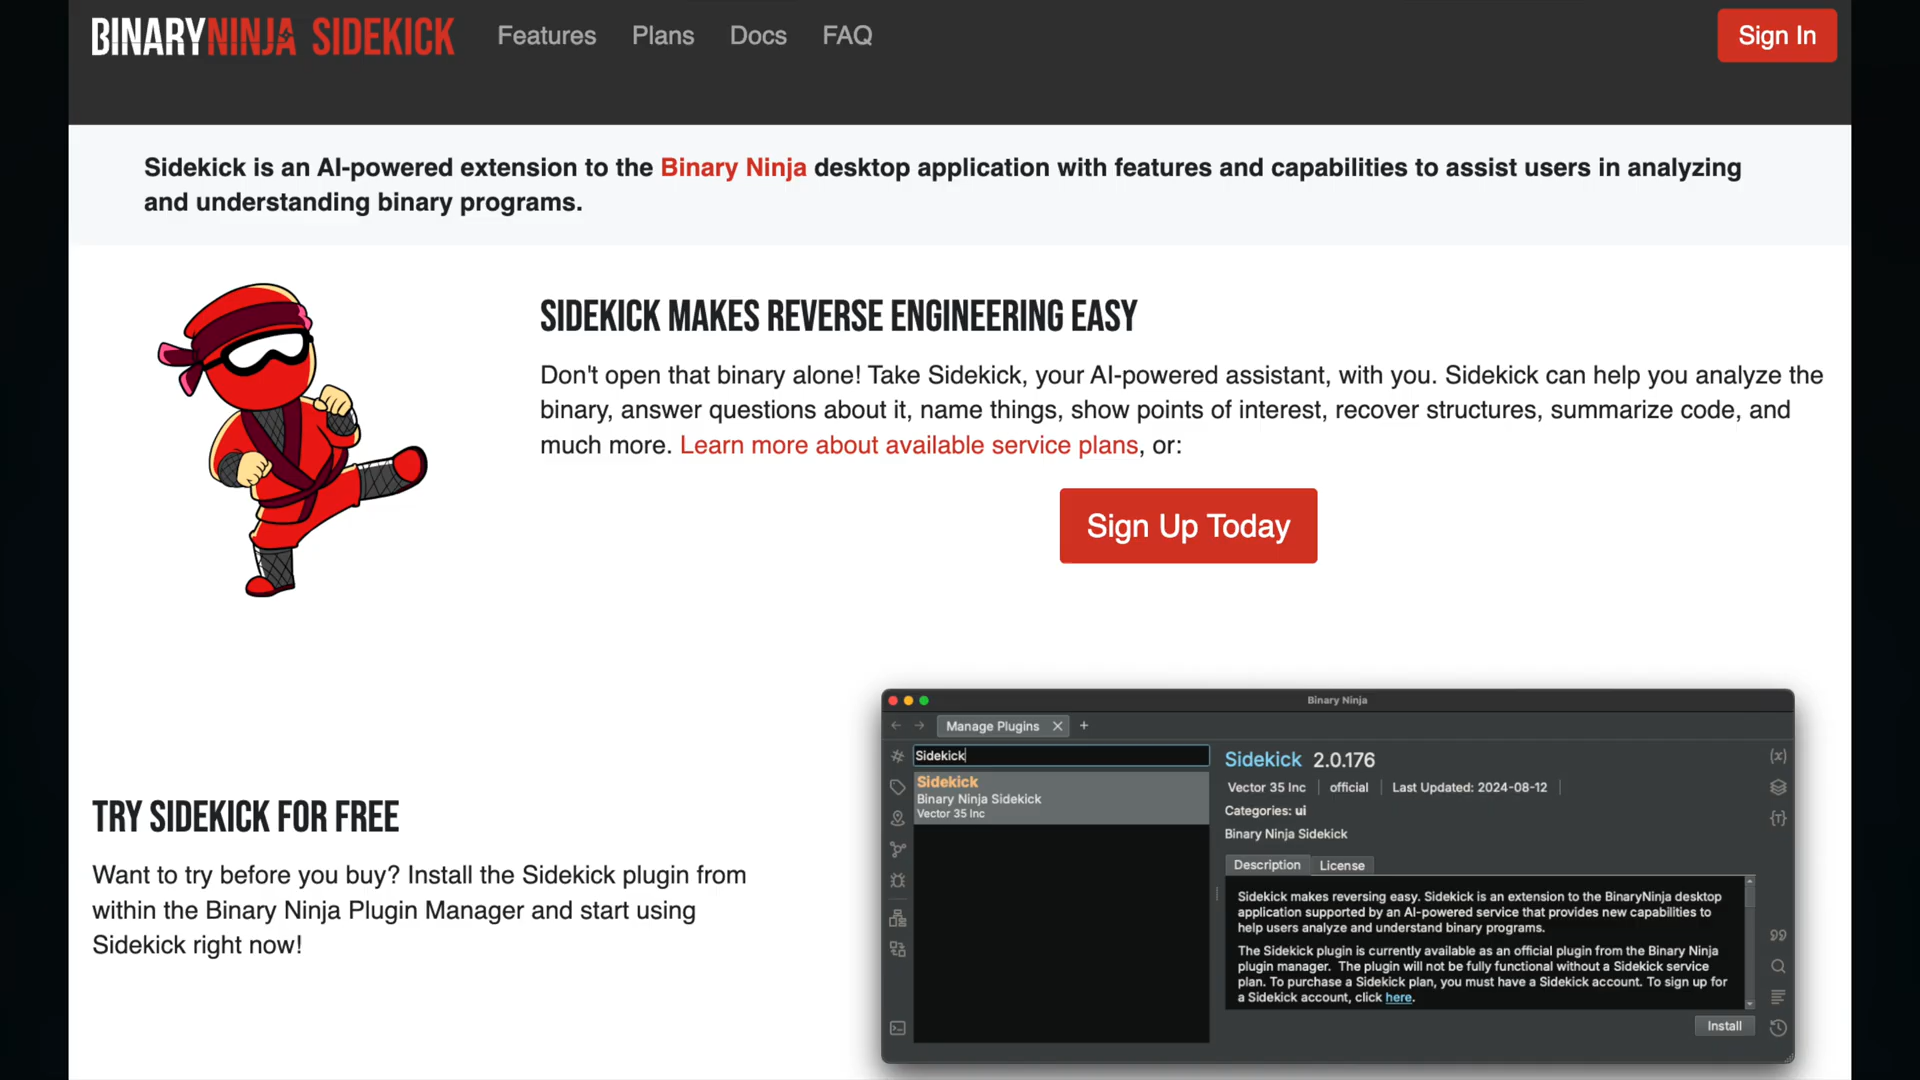 BINARYNINJA SIDEKICK
Features
Plans
Docs
FAQ
Sign In
Sidekick is an AI-powered extension to the Binary Ninja desktop application with features and capabilities to assist users in analyzing
and understanding binary programs.
SIDEKICK MAKES REVERSE ENGINEERING EASY
Don't open that binary alone! Take Sidekick, your AI-powered assistant, with you. Sidekick can help you analyze the
binary, answer questions about it, name things, show points of interest, recover structures, summarize code, and
much more. Learn more about available service plans, or:
Sign Up Today
TRY SIDEKICK FOR FREE
Want to try before you buy? Install the Sidekick plugin from
within the Binary Ninja Plugin Manager and start using
Sidekick right now!
Binary Ninja
Manage Plugins
Sidekick
Sidekick
Binary Ninja Sidekick
Vector 35 Inc
Sidekick 2.0.176
Vector 35 Inc | official | Last Updated: 2024-08-12 |
Categories: ui
Binary Ninja Sidekick
Description
License
Sidekick makes reversing easy. Sidekick is an extension to the BinaryNinja desktop
application supported by an AI-powered service that provides new capabilities to
help users analyze and understand binary programs.
The Sidekick plugin is currently available as an official plugin from the Binary Ninja
plugin manager. The plugin will not be fully functional without a Sidekick service
plan. To purchase a Sidekick plan, you must have a Sidekick account. To sign up for
a Sidekick account, click here.
Install